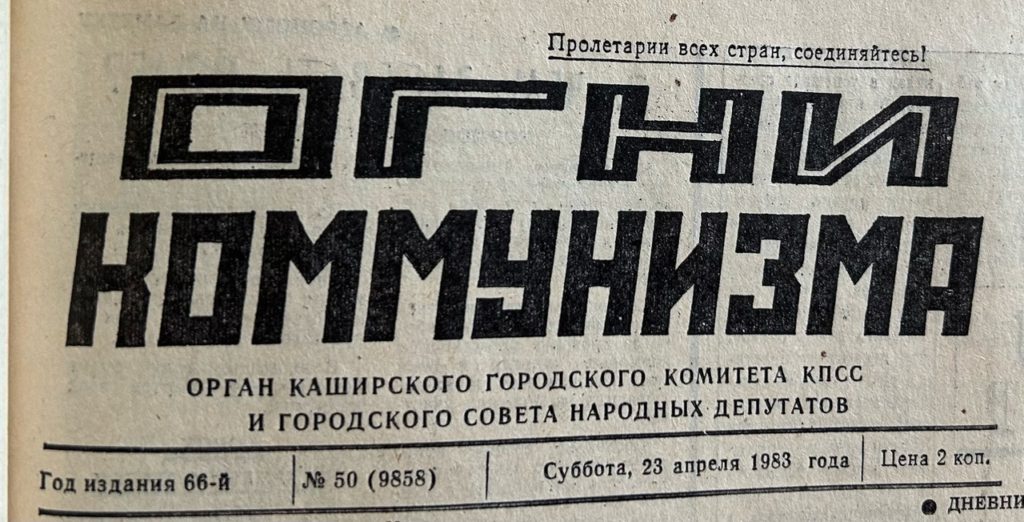 Пролетарии всех стран, соединяйтесь!
ОГНИ
КОММУНИЗМА
ОРГАН КАШИРСКОГО ГОРОДСКОГО КОМИТЕТА КПСС
И ГОРОДСКОГО СОВЕТА НАРОДНЫХ ДЕПУТАТОВ
Год издания 66-й № 50 (9858) Суббота, 23 апреля 1983 года Цена 2 коп.
● ДНЕВНИ